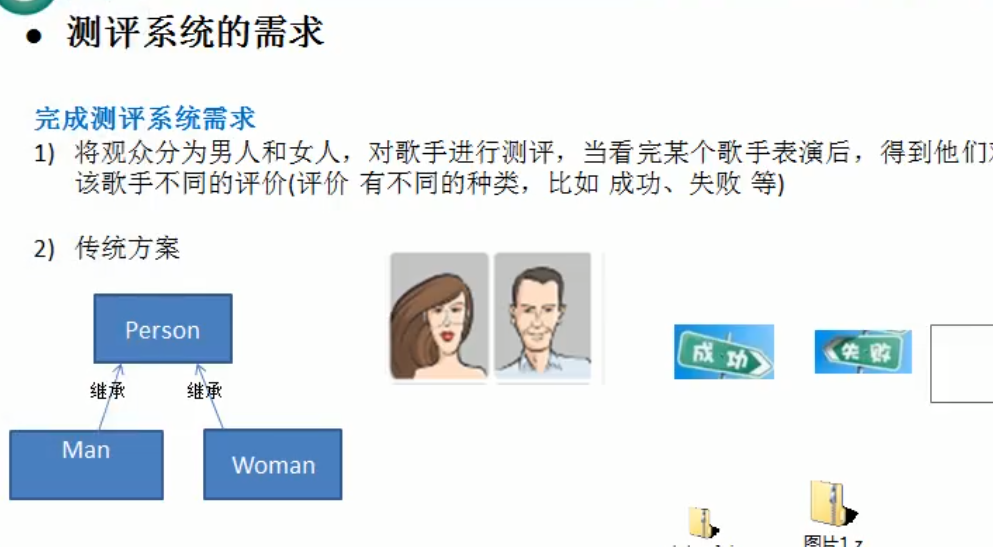 ● 测评系统的需求
完成测评系统需求
1) 将观众分为男人和女人，对歌手进行测评，当看完某个歌手表演后，得到他们
该歌手不同的评价(评价 有不同的种类，比如 成功、失败 等)
2) 传统方案
Person
继承 继承
Man
Woman
成功
失败
图片1.z